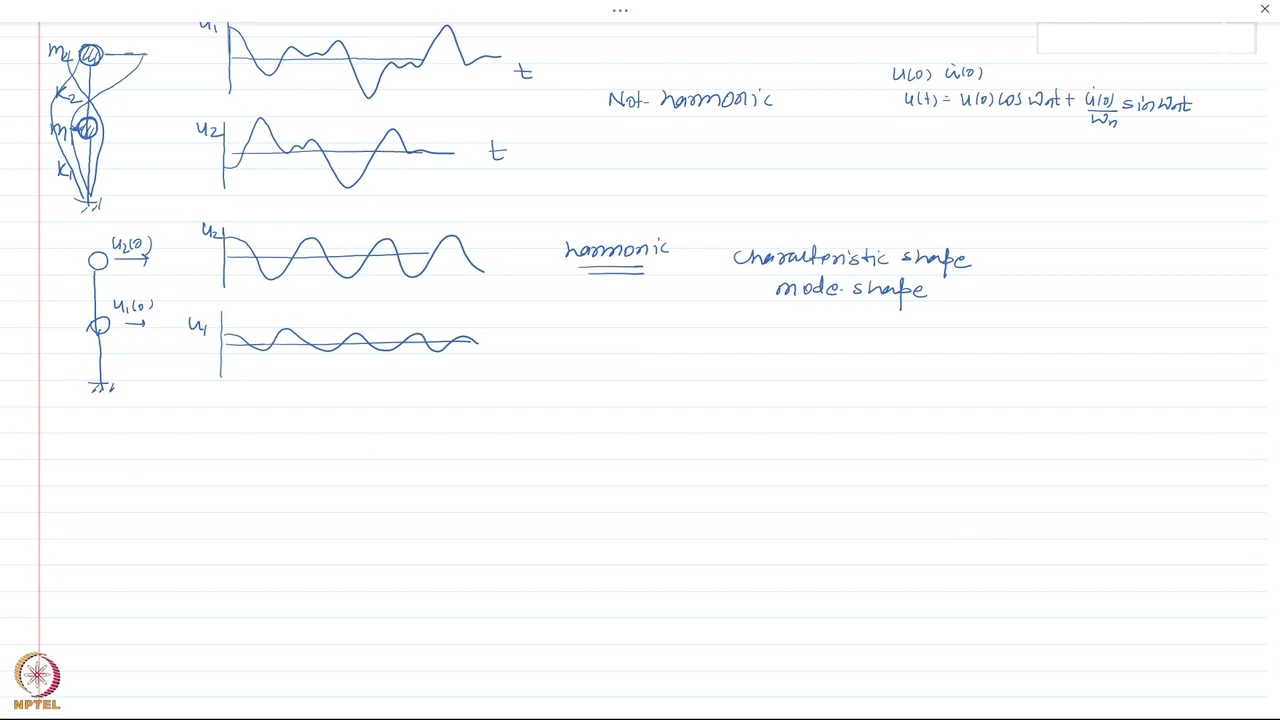 u₁
m₂
K₂
m₁
K₁
t
Not harmonic
u(0) u̇(0)
u(t) = u(0) cos ωnt + u̇(0)/ωn sin ωnt
u₂
t
u₂(0)
u₁(0)
u₂
u₁
harmonic
characteristic shape
mode shape
NPTEL